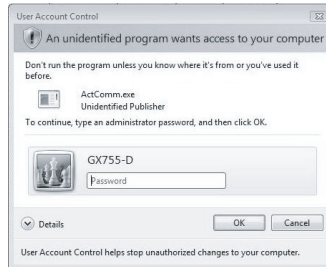 User Account Control
An unidentified program wants access to your computer
Don't run the program unless you know where it's from or you've used it
before.
ActComm.exe
Unidentified Publisher
To continue, type an administrator password, and then click OK.
GX755-D
Password
Details
OK
Cancel
User Account Control helps stop unauthorized changes to your computer.